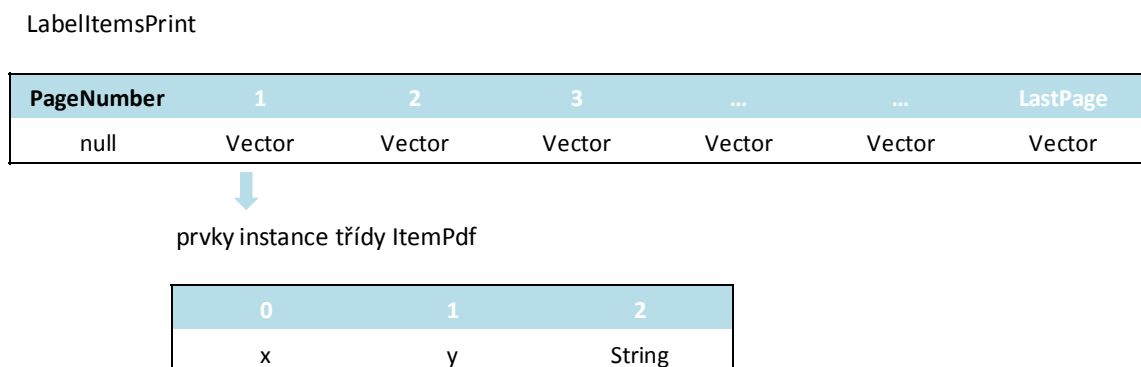 LabelItemsPrint
PageNumber 1 2 3 ... ... LastPage
null Vector Vector Vector Vector Vector Vector
prvky instance třídy ItemPdf
0 1 2
x y String